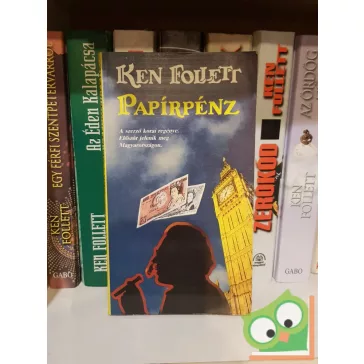 KEN FOLLETT
PAPÍRPÉNZ
A szerző korai regénye.
Először jelenik meg
Magyarországon.
EGY FÉRFI SZENTPÉTERVÁRRÓL
KEN
FOLLETT
GABO
Az Éden Kalapácsa
KEN FOLLETT
KEN
FOLLETT
ZÉRÓKÓD
AZ ÖRDÖG
KEN
FOLLETT
GABO